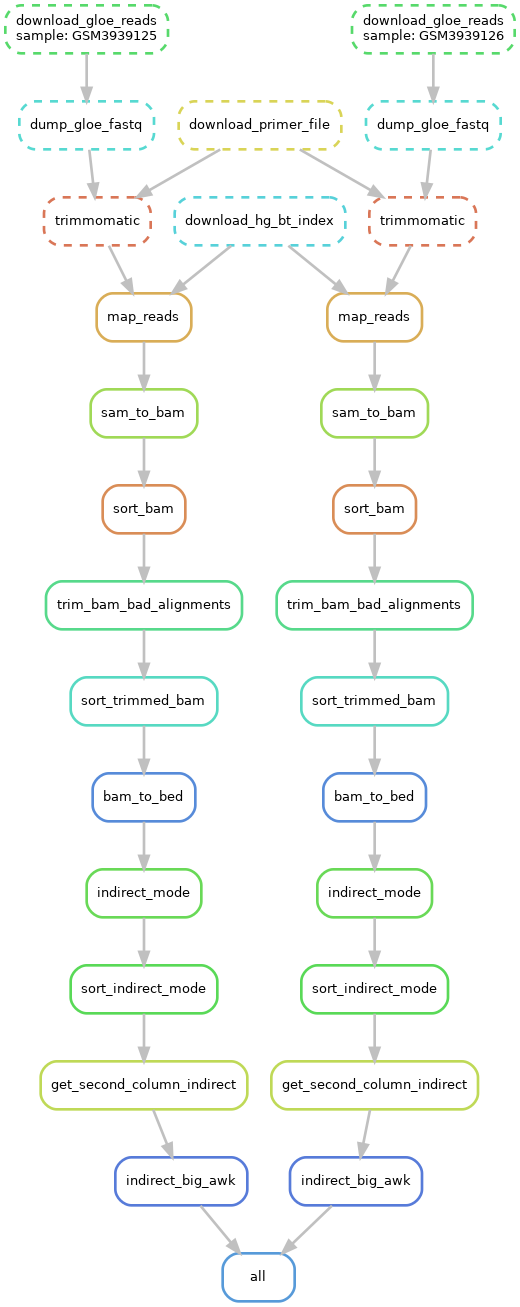 download_gloe_reads
sample: GSM3939125
download_gloe_reads
sample: GSM3939126
dump_gloe_fastq
download_primer_file
dump_gloe_fastq
trimmomatic
download_hg_bt_index
trimmomatic
map_reads
map_reads
sam_to_bam
sam_to_bam
sort_bam
sort_bam
trim_bam_bad_alignments
trim_bam_bad_alignments
sort_trimmed_bam
sort_trimmed_bam
bam_to_bed
bam_to_bed
indirect_mode
indirect_mode
sort_indirect_mode
sort_indirect_mode
get_second_column_indirect
get_second_column_indirect
indirect_big_awk
indirect_big_awk
all